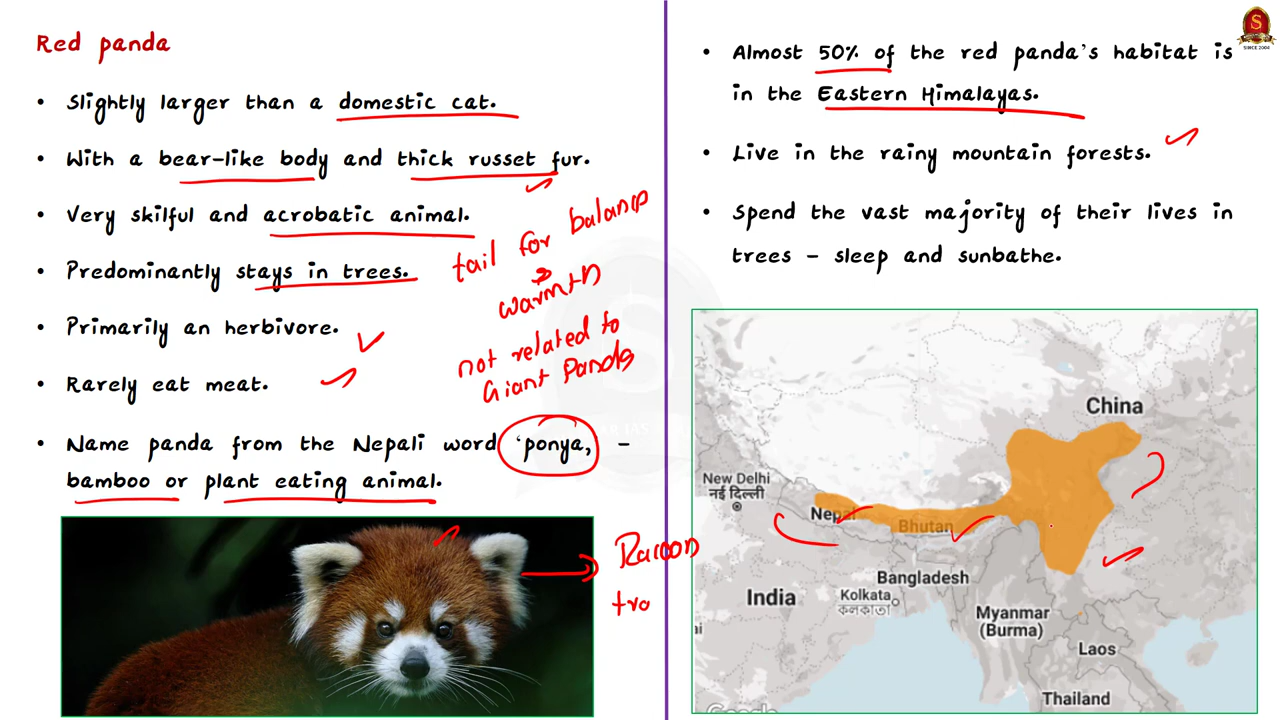 Red panda
• Slightly larger than a domestic cat.
• With a bear-like body and thick russet fur.
• Very skilful and acrobatic animal.
• Predominantly stays in trees.
• Primarily an herbivore.
• Rarely eat meat.
• Name panda from the Nepali word 'ponya, –
bamboo or plant eating animal.
tail for balance
warmth
not related to
Giant Panda
Racoon
tra
• Almost 50% of the red panda's habitat is
in the Eastern Himalayas.
• Live in the rainy mountain forests.
• Spend the vast majority of their lives in
trees – sleep and sunbathe.
S
SINCE 2004
China
New Delhi
नई दिल्ली
Nepal
Bhutan
Bangladesh
India
Kolkata
কলকাতা
Myanmar
(Burma)
Laos
Thailand
Google